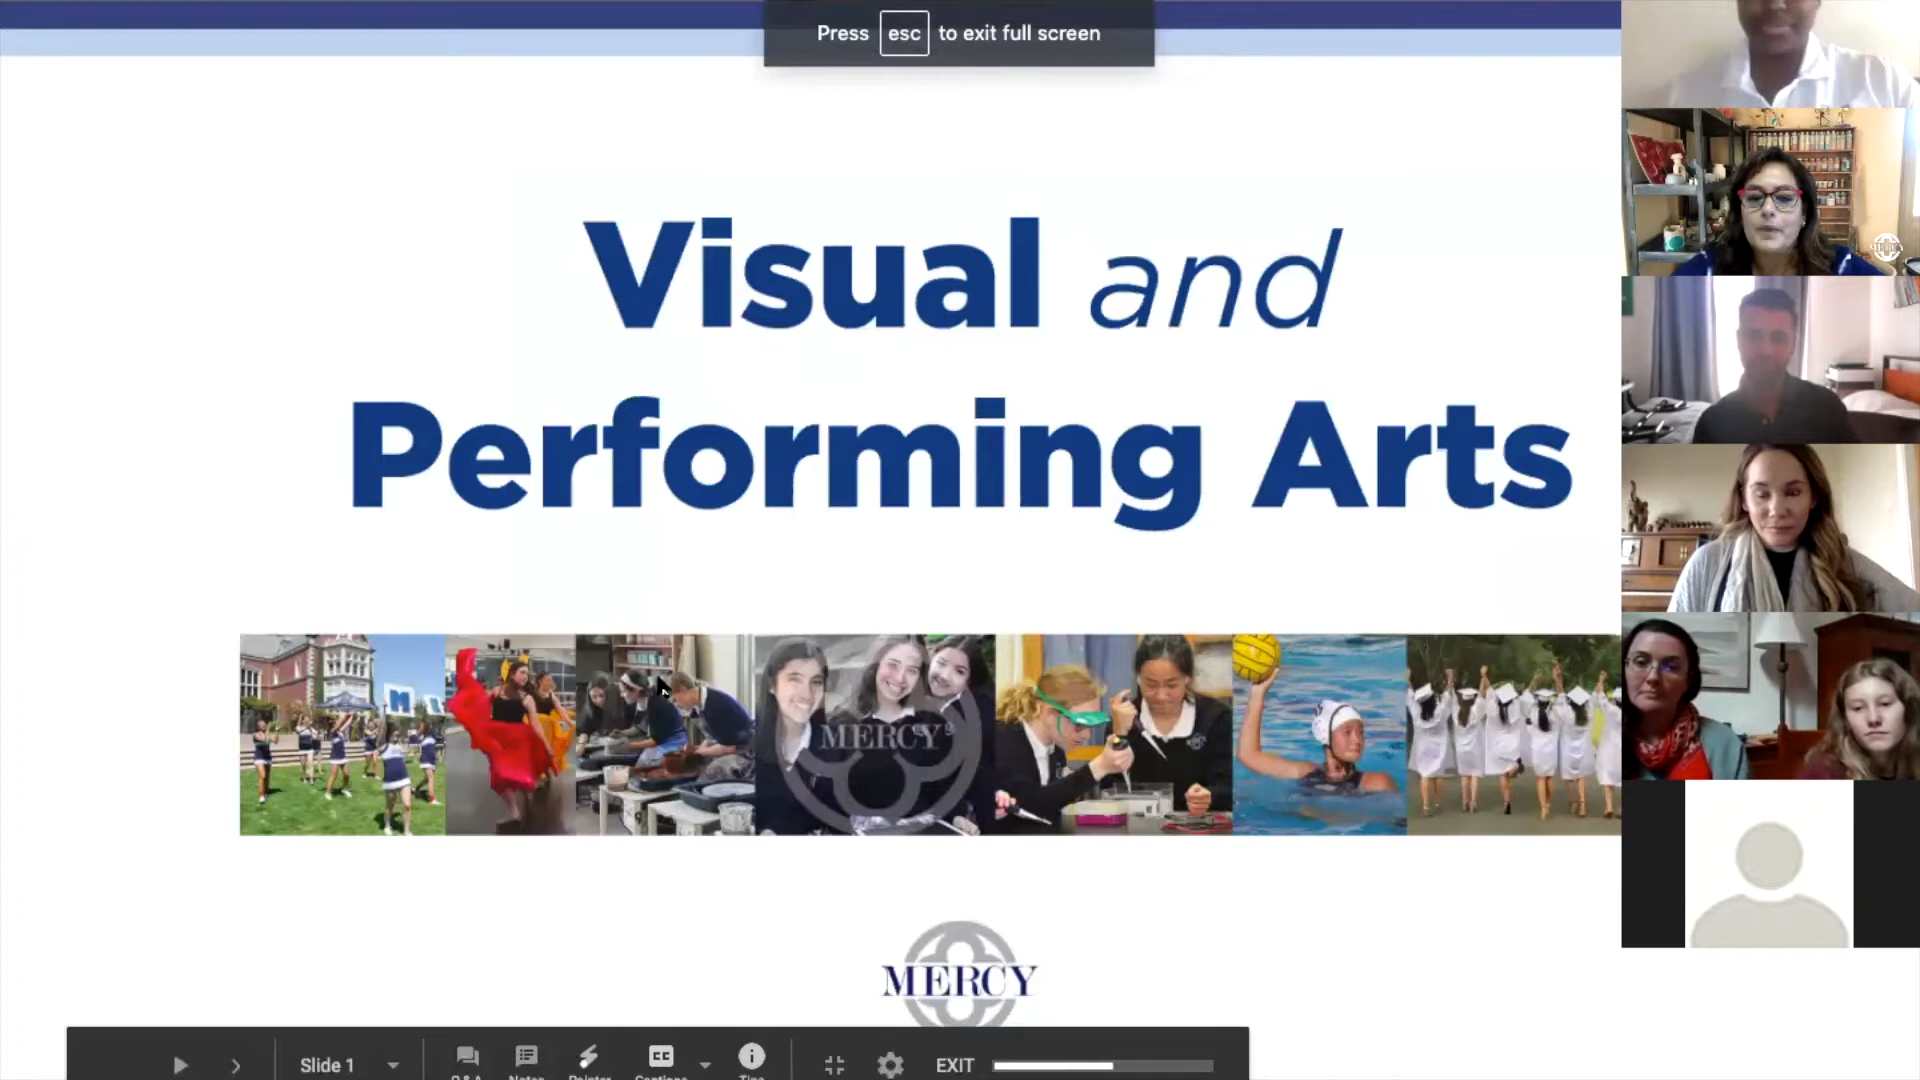 Press esc to exit full screen
Visual and
Performing Arts
MERCY
MERCY
Slide 1
EXIT